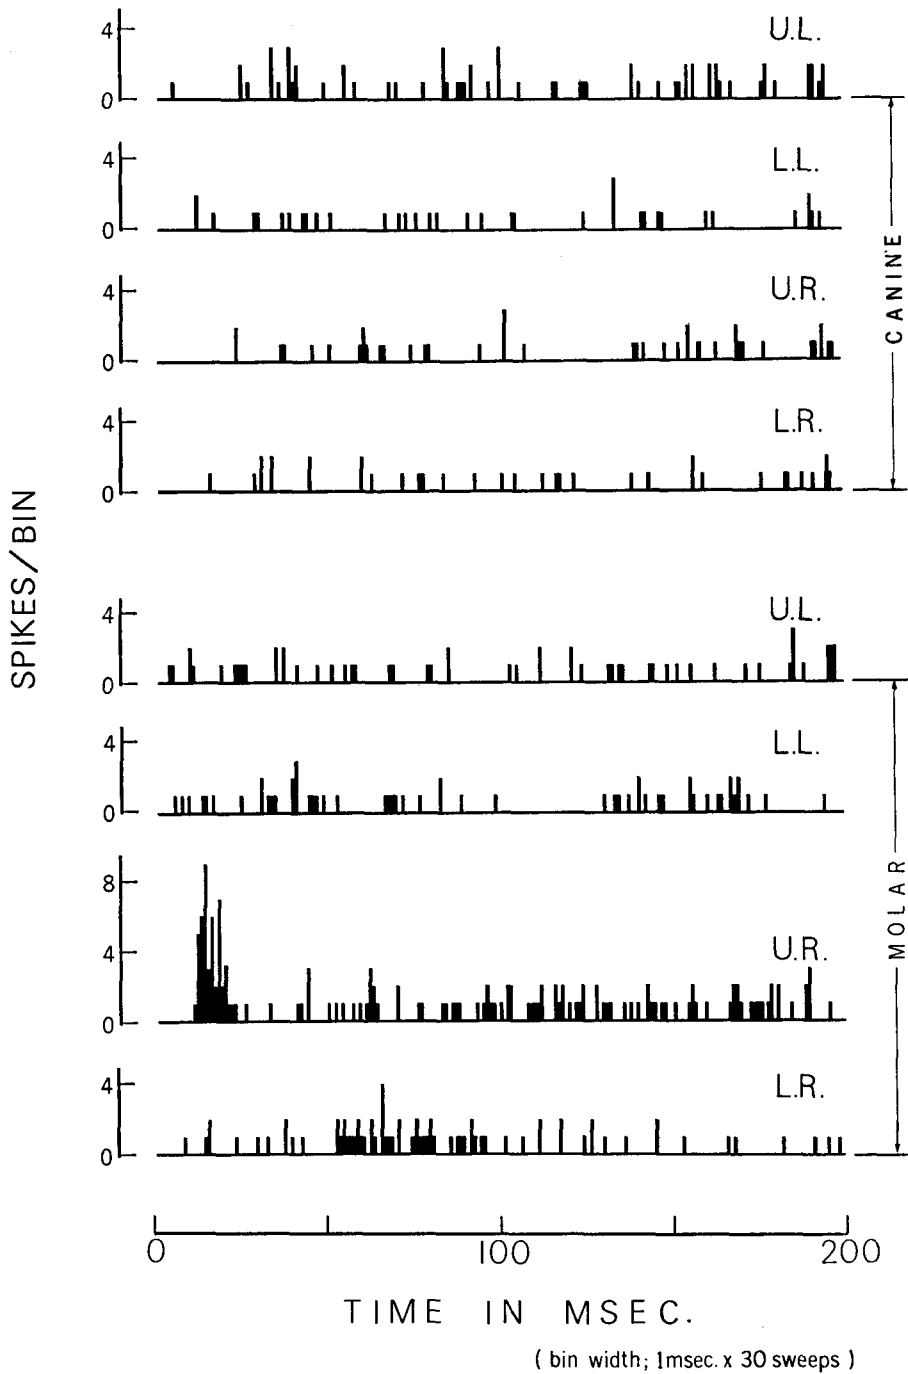 4 U.L.
0
4 L.L.
0
4 U.R.
0
4 L.R.
0
CANINE
SPIKES/BIN
4 U.L.
0
4 L.L.
0
8
4 U.R.
0
4 L.R.
0
MOLAR
0 100 200
TIME IN MSEC.
( bin width; 1msec. x 30 sweeps )